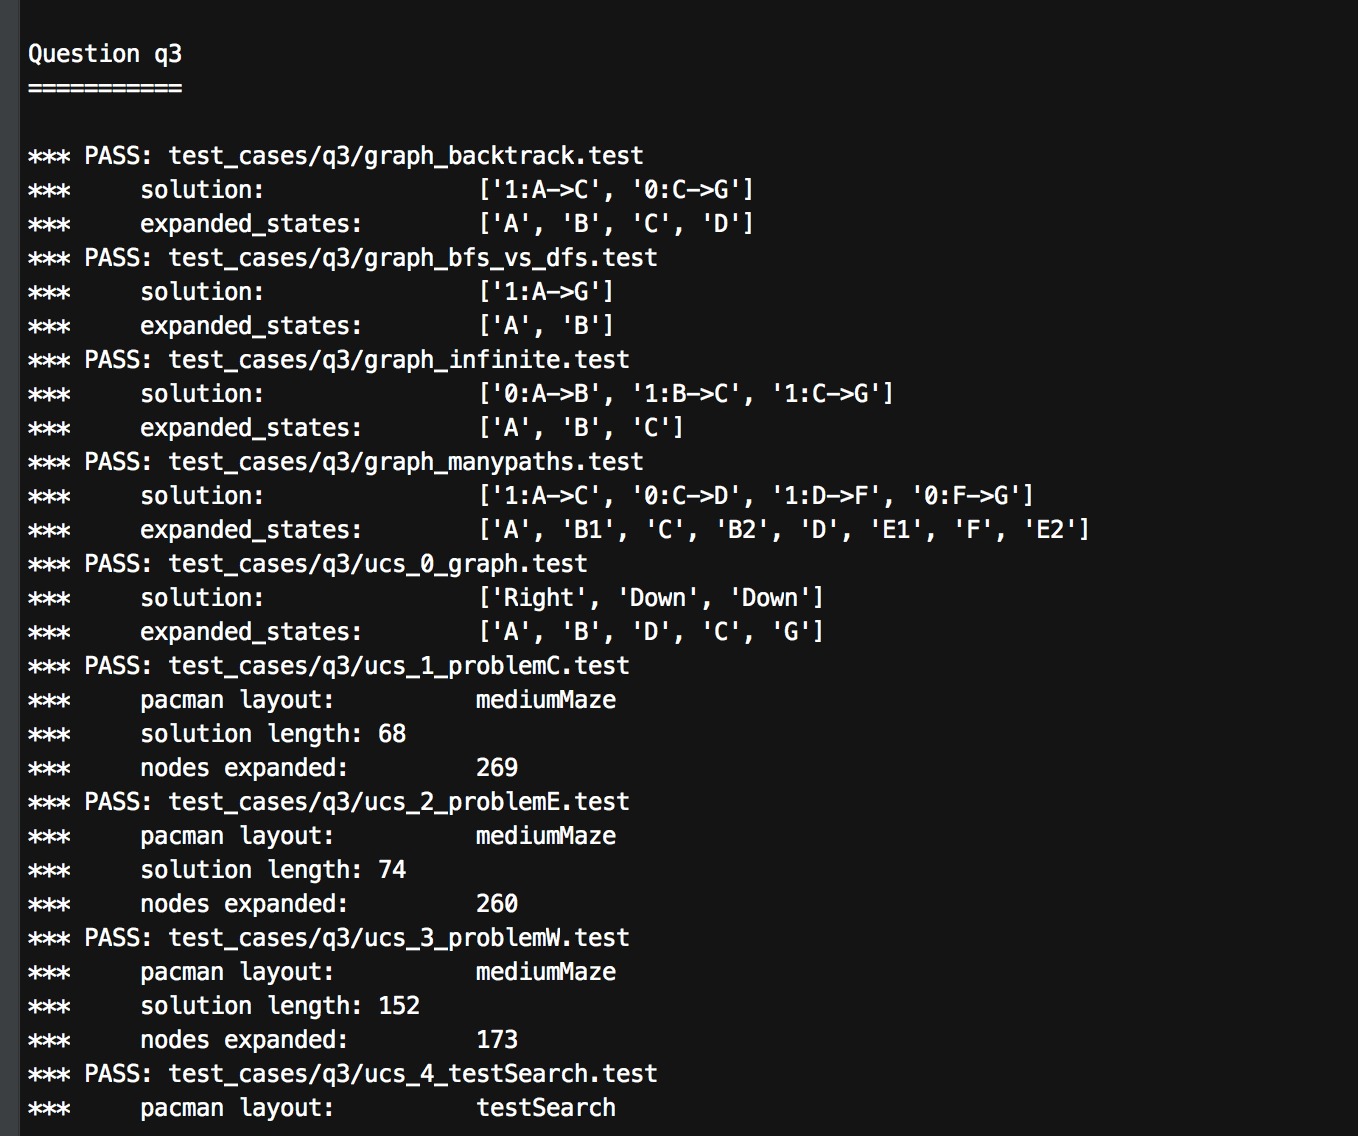 Question q3
===========
*** PASS: test_cases/q3/graph_backtrack.test
***     solution:               ['1:A->C', '0:C->G']
***     expanded_states:        ['A', 'B', 'C', 'D']
*** PASS: test_cases/q3/graph_bfs_vs_dfs.test
***     solution:               ['1:A->G']
***     expanded_states:        ['A', 'B']
*** PASS: test_cases/q3/graph_infinite.test
***     solution:               ['0:A->B', '1:B->C', '1:C->G']
***     expanded_states:        ['A', 'B', 'C']
*** PASS: test_cases/q3/graph_manypaths.test
***     solution:               ['1:A->C', '0:C->D', '1:D->F', '0:F->G']
***     expanded_states:        ['A', 'B1', 'C', 'B2', 'D', 'E1', 'F', 'E2']
*** PASS: test_cases/q3/ucs_0_graph.test
***     solution:               ['Right', 'Down', 'Down']
***     expanded_states:        ['A', 'B', 'D', 'C', 'G']
*** PASS: test_cases/q3/ucs_1_problemC.test
***     pacman layout:          mediumMaze
***     solution length: 68
***     nodes expanded:         269
*** PASS: test_cases/q3/ucs_2_problemE.test
***     pacman layout:          mediumMaze
***     solution length: 74
***     nodes expanded:         260
*** PASS: test_cases/q3/ucs_3_problemW.test
***     pacman layout:          mediumMaze
***     solution length: 152
***     nodes expanded:         173
*** PASS: test_cases/q3/ucs_4_testSearch.test
***     pacman layout:          testSearch